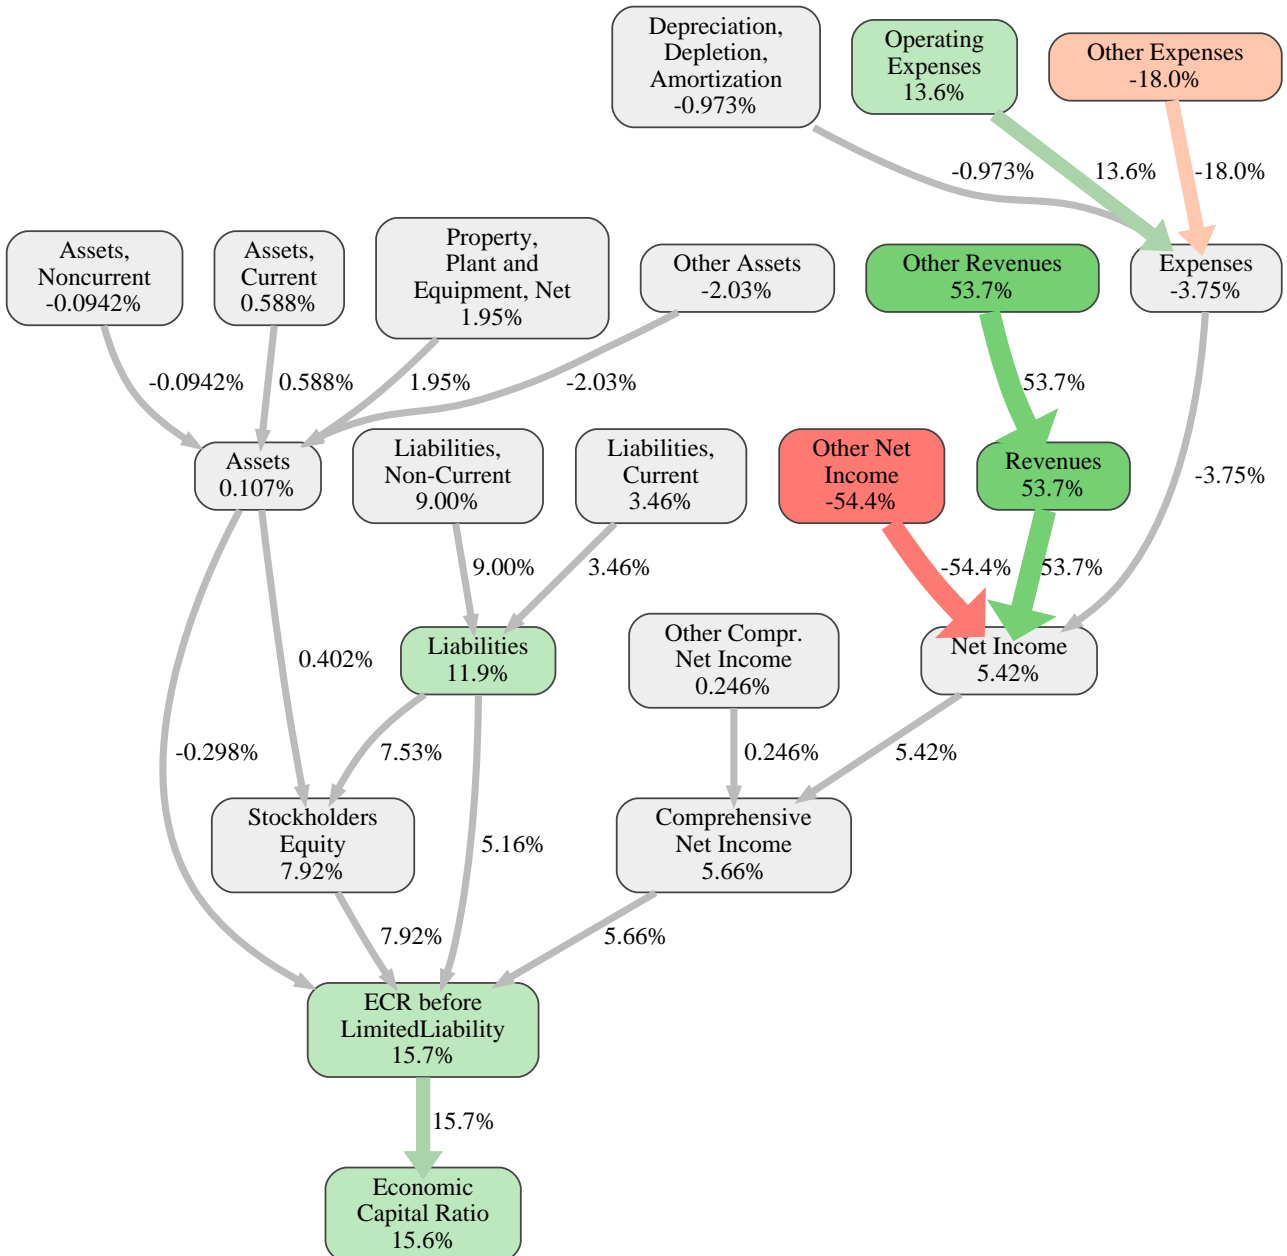 Depreciation,
Depletion,
Amortization
-0.973%
Operating
Expenses
13.6%
Other Expenses
-18.0%
-0.973%
13.6%
-18.0%
Assets,
Noncurrent
-0.0942%
Assets,
Current
0.588%
Property,
Plant and
Equipment, Net
1.95%
Other Assets
-2.03%
Other Revenues
53.7%
Expenses
-3.75%
-0.0942%
0.588%
1.95%
-2.03%
53.7%
Assets
0.107%
Liabilities,
Non-Current
9.00%
Liabilities,
Current
3.46%
Other Net
Income
-54.4%
Revenues
53.7%
-3.75%
9.00%
3.46%
-54.4%
53.7%
0.402%
Liabilities
11.9%
Other Compr.
Net Income
0.246%
Net Income
5.42%
-0.298%
7.53%
0.246%
5.42%
Stockholders
Equity
7.92%
5.16%
Comprehensive
Net Income
5.66%
7.92%
5.66%
ECR before
LimitedLiability
15.7%
15.7%
Economic
Capital Ratio
15.6%